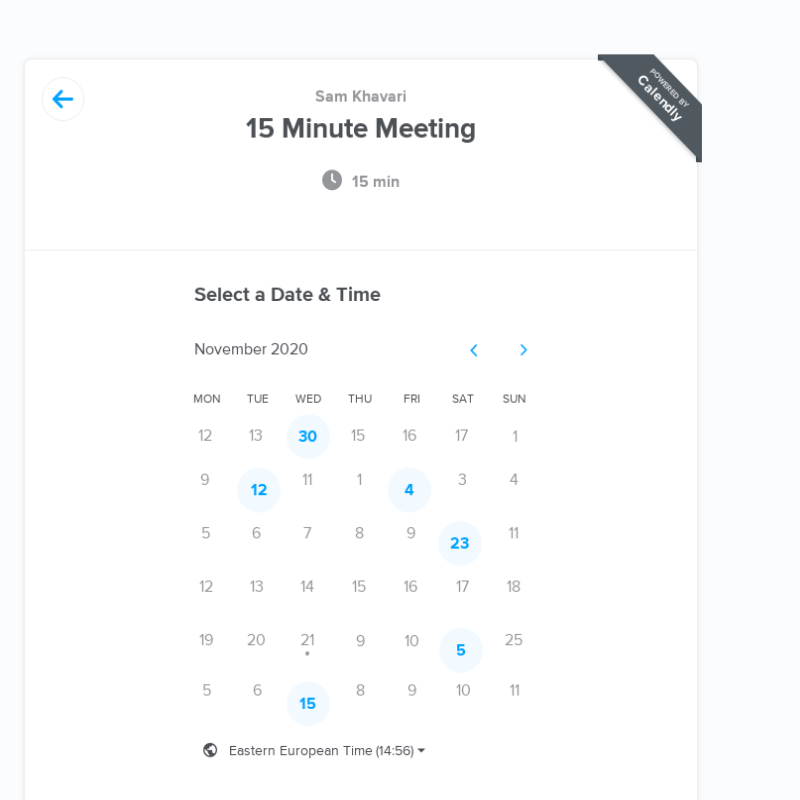 POWERED BY
Calendly
Sam Khavari
15 Minute Meeting
15 min
Select a Date & Time
November 2020
MON TUE WED THU FRI SAT SUN
12 13 30 15 16 17 1
9 12 11 1 4 3 4
5 6 7 8 9 23 11
12 13 14 15 16 17 18
19 20 21 9 10 5 25
5 6 15 8 9 10 11
Eastern European Time (14:56)